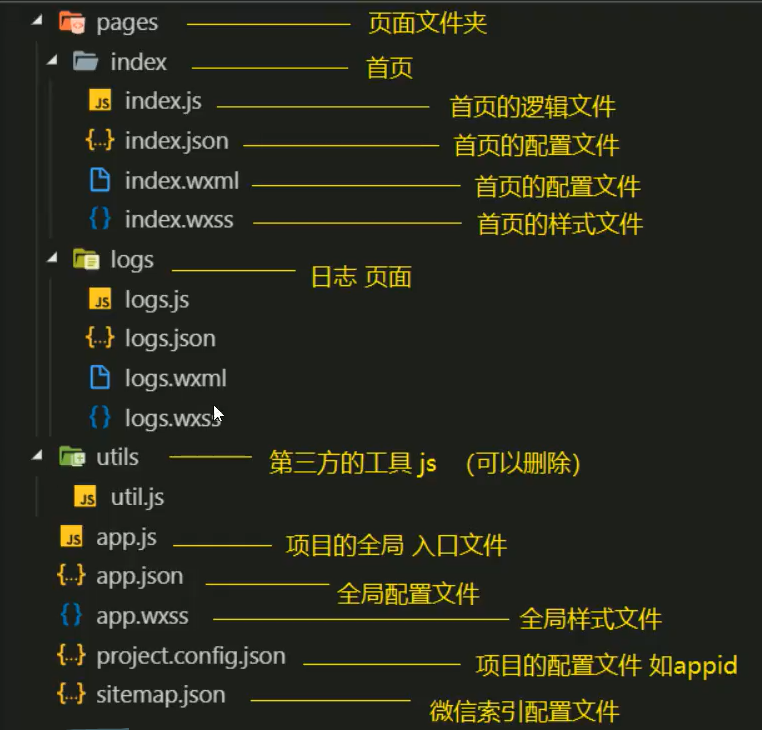 pages 页面文件夹
index 首页
JS index.js 首页的逻辑文件
{..} index.json 首页的配置文件
index.wxml 首页的配置文件
{} index.wxss 首页的样式文件
logs 日志 页面
JS logs.js
{..} logs.json
logs.wxml
{} logs.wxss
utils 第三方的工具 js (可以删除)
JS util.js
JS app.js 项目的全局 入口文件
{..} app.json 全局配置文件
{} app.wxss 全局样式文件
{..} project.config.json 项目的配置文件 如appid
{..} sitemap.json 微信索引配置文件